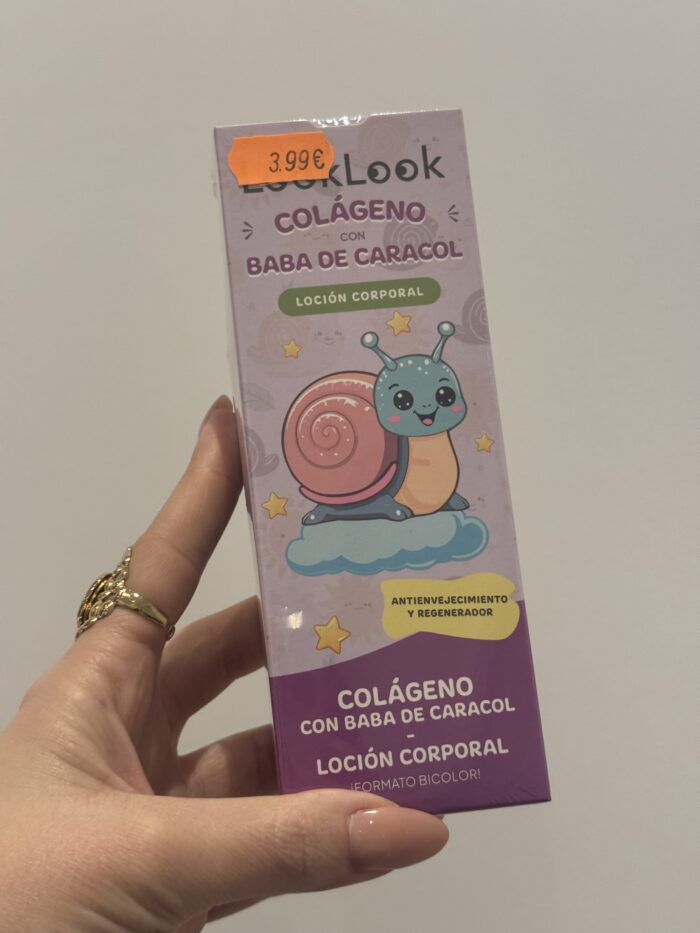 3.99€
LookLook
COLÁGENO
CON
BABA DE CARACOL
LOCIÓN CORPORAL
ANTIENVEJECIMIENTO
Y REGENERADOR
COLÁGENO
CON BABA DE CARACOL
-
LOCIÓN CORPORAL
¡FORMATO BICOLOR!